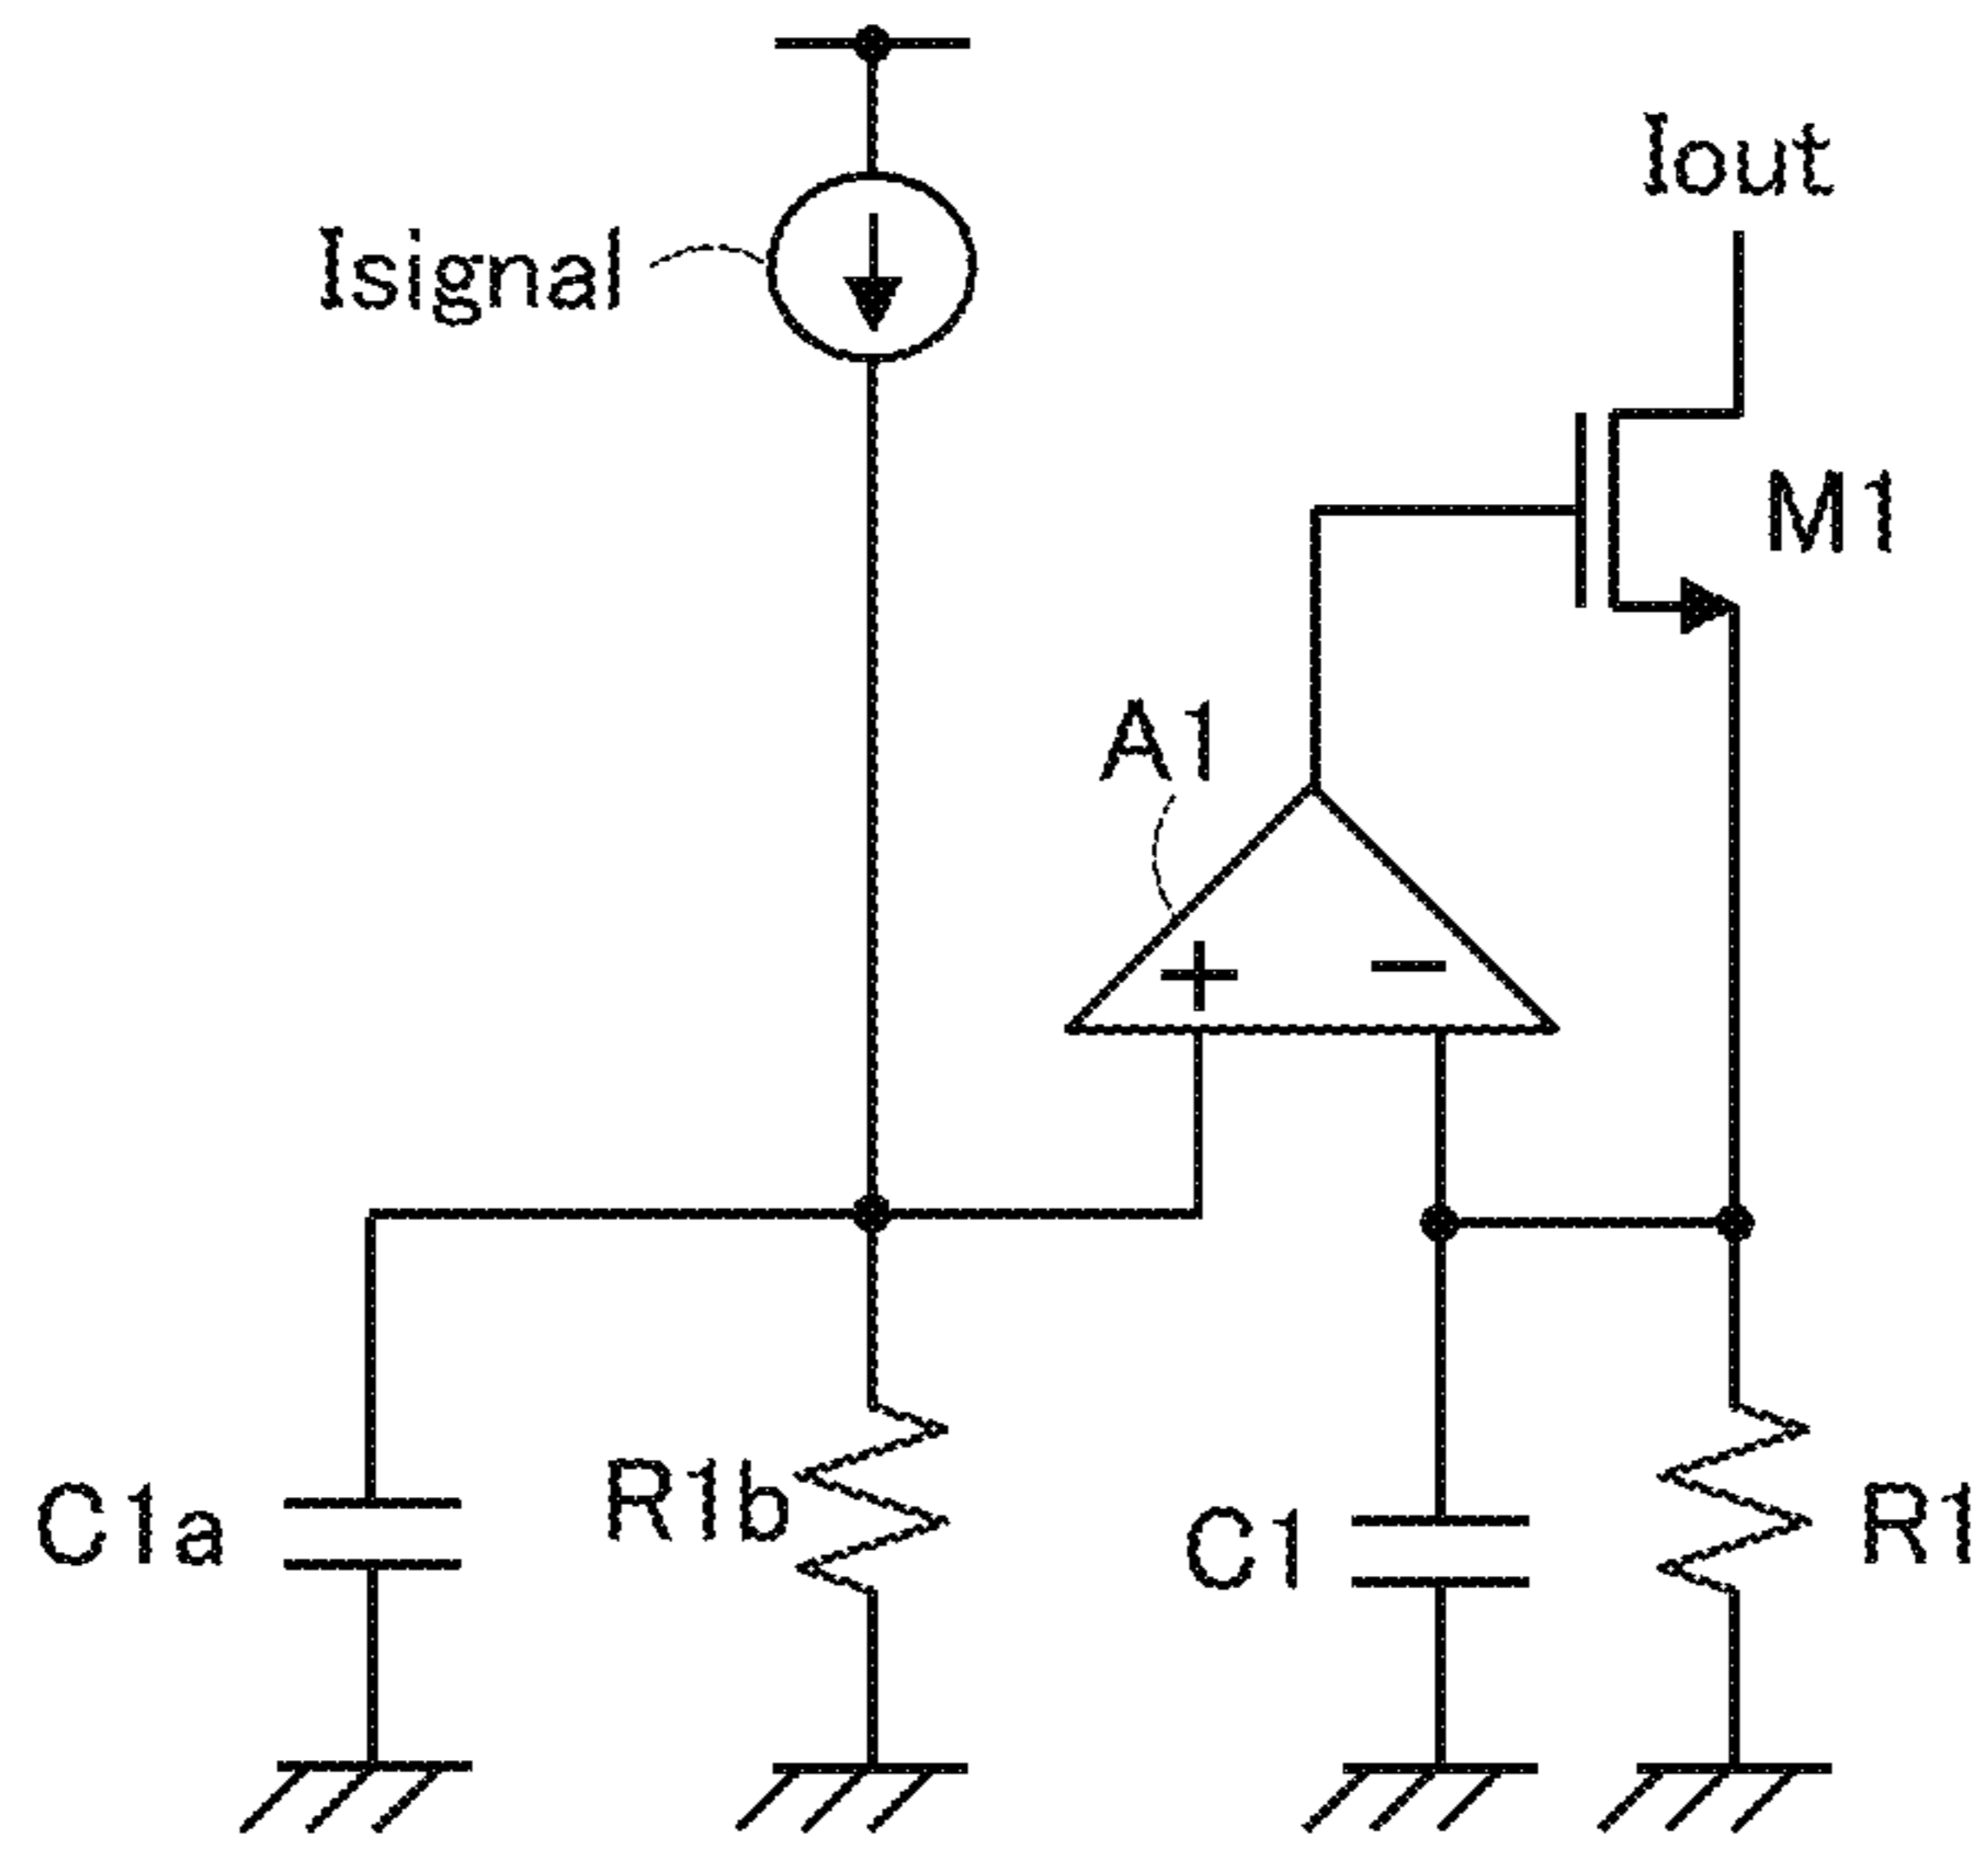 Iout
Isignal
M1
A1
+ −
C1a
R1b
C1
R1